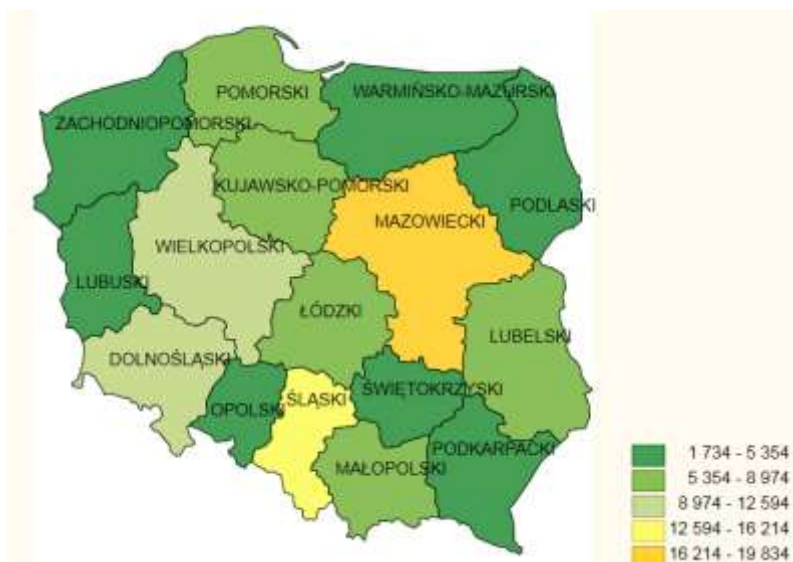 POMORSKI
WARMIŃSKO-MAZURSKI
ZACHODNIOPOMORSKI
KUJAWSKO-POMORSKI
PODLASKI
MAZOWIECKI
WIELKOPOLSKI
LUBUSKI
ŁÓDZKI
LUBELSKI
DOLNOŚLĄSKI
ŚWIĘTOKRZYSKI
ŚLĄSKI
OPOLSKI
PODKARPACKI
MAŁOPOLSKI
1 734 - 5 354
5 354 - 8 974
8 974 - 12 594
12 594 - 16 214
16 214 - 19 834